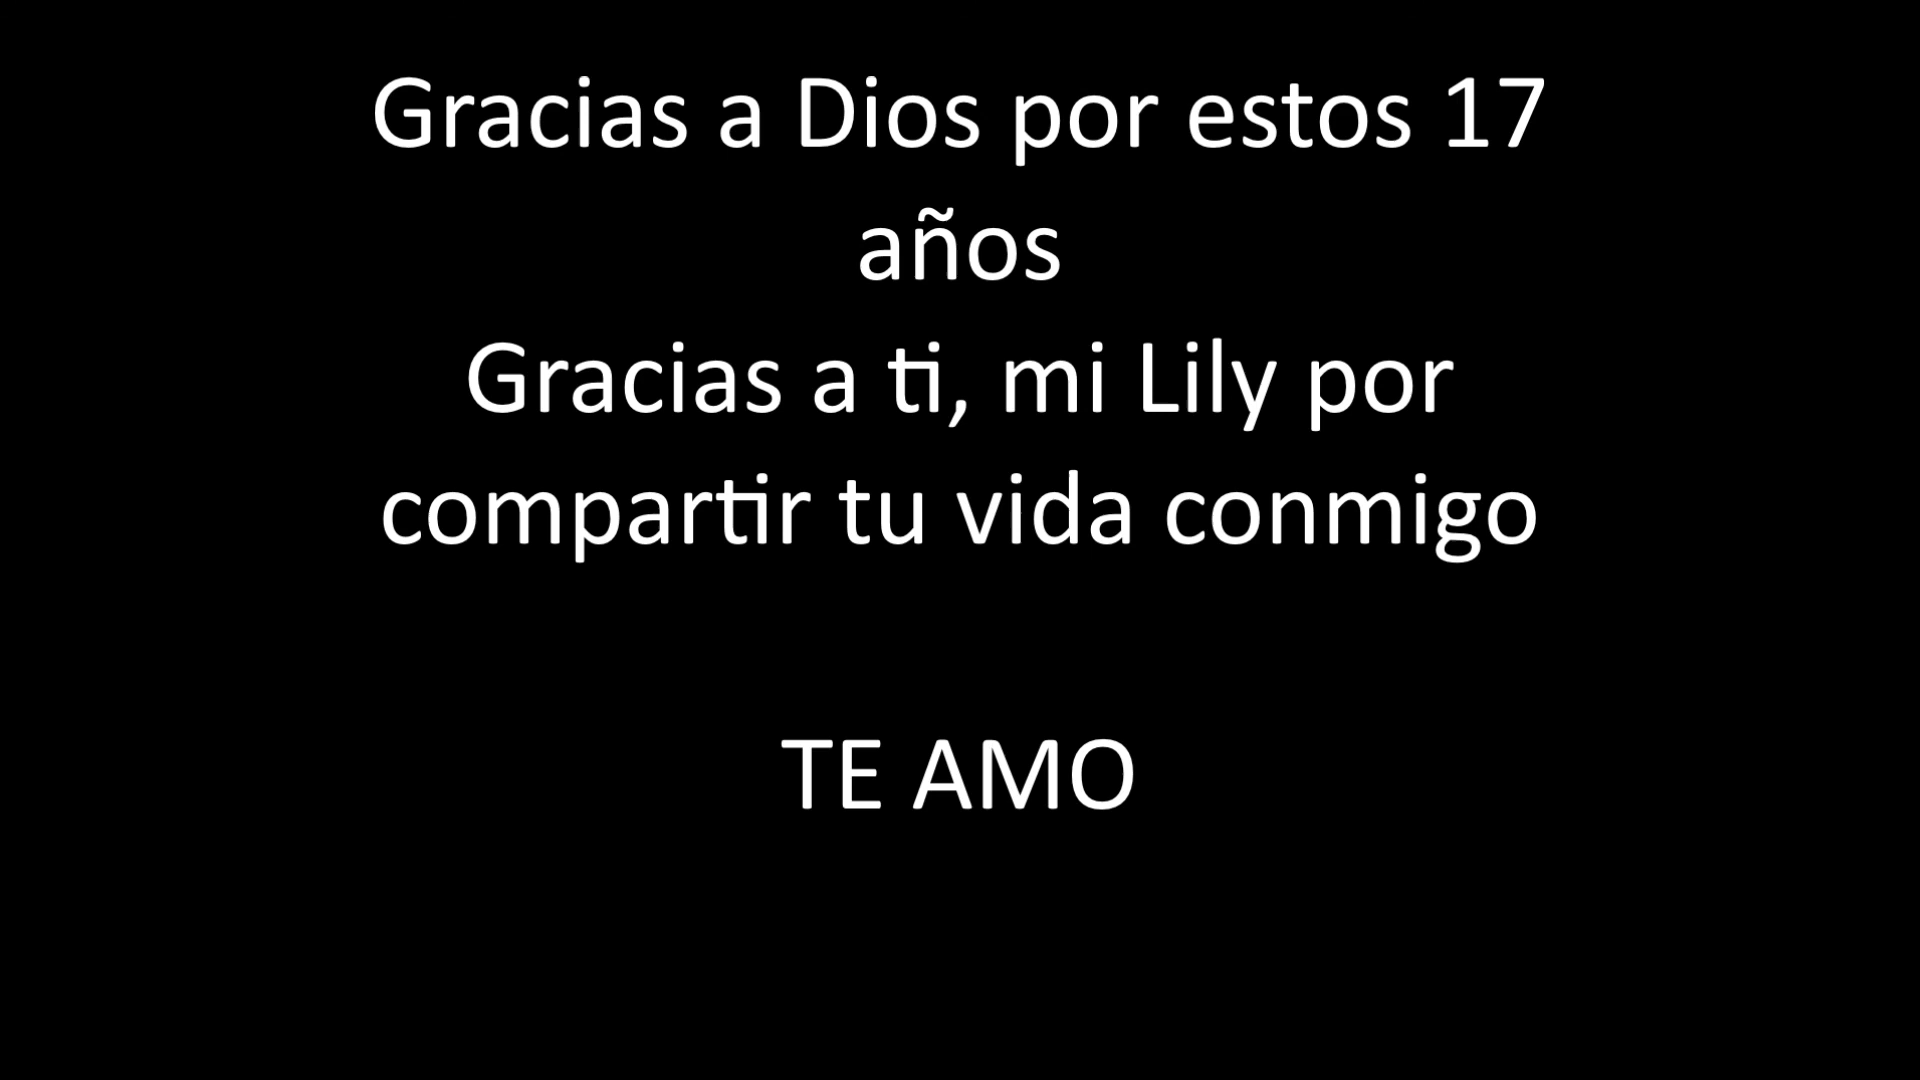 Gracias a Dios por estos 17
años
Gracias a ti, mi Lily por
compartir tu vida conmigo
TE AMO